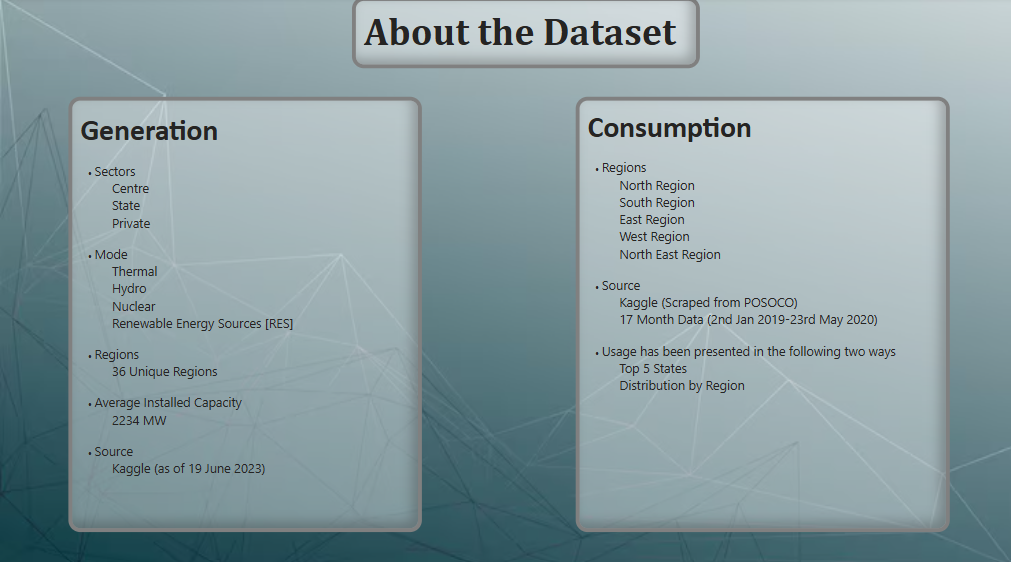 About the Dataset
Generation
• Sectors
Centre
State
Private
• Mode
Thermal
Hydro
Nuclear
Renewable Energy Sources [RES]
• Regions
36 Unique Regions
• Average Installed Capacity
2234 MW
• Source
Kaggle (as of 19 June 2023)
Consumption
• Regions
North Region
South Region
East Region
West Region
North East Region
• Source
Kaggle (Scraped from POSOCO)
17 Month Data (2nd Jan 2019-23rd May 2020)
• Usage has been presented in the following two ways
Top 5 States
Distribution by Region